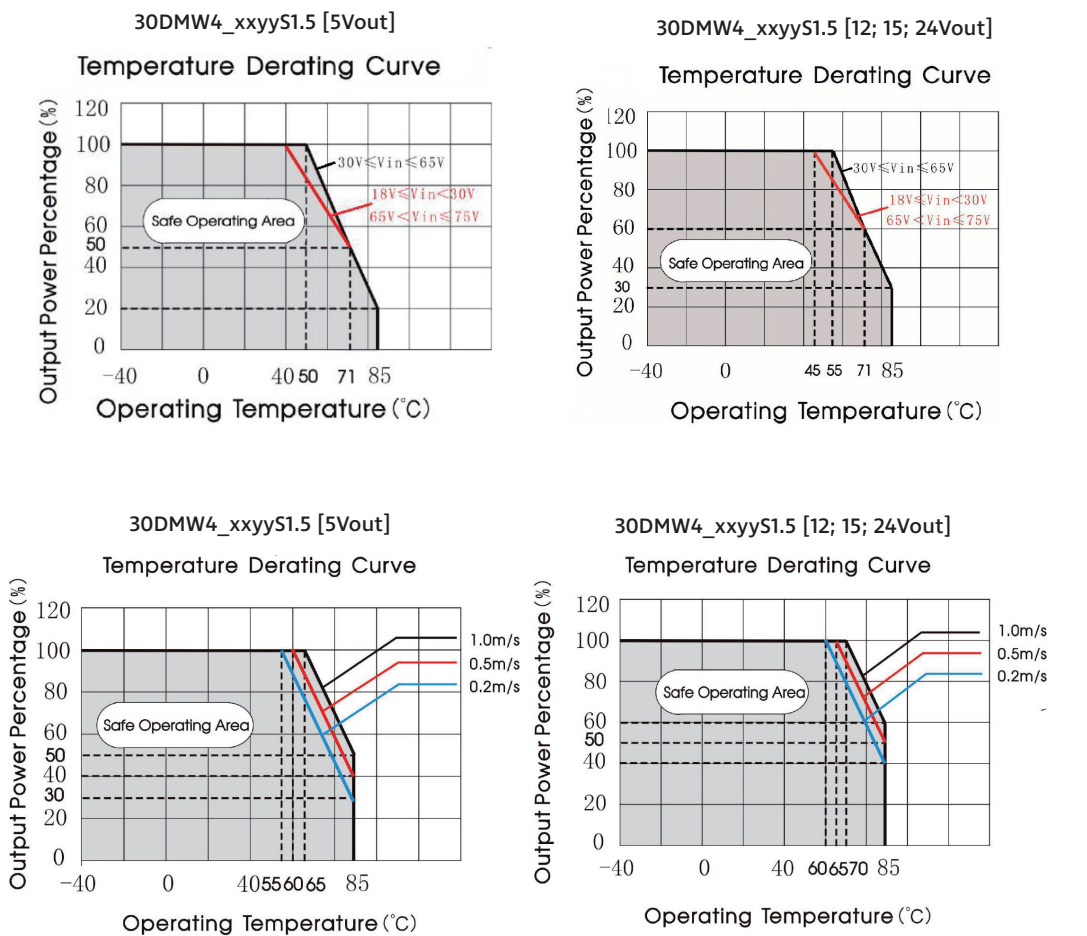 30DMW4_xxyyS1.5 [5Vout]
Temperature Derating Curve
Output Power Percentage (%)
120
100
80
60
50
40
20
0
30V≤Vin≤65V
18V≤Vin<30V
65V<Vin≤75V
Safe Operating Area
-40 0 40 50 71 85
Operating Temperature (°C)
30DMW4_xxyyS1.5 [12; 15; 24Vout]
Temperature Derating Curve
Output Power Percentage (%)
120
100
80
60
40
30
20
0
30V≤Vin≤65V
18V≤Vin<30V
65V<Vin≤75V
Safe Operating Area
-40 0 45 55 71 85
Operating Temperature (°C)
30DMW4_xxyyS1.5 [5Vout]
Temperature Derating Curve
Output Power Percentage (%)
120
100
80
60
50
40
30
20
0
1.0m/s
0.5m/s
0.2m/s
Safe Operating Area
-40 0 40 55 60 65 85
Operating Temperature (°C)
30DMW4_xxyyS1.5 [12; 15; 24Vout]
Temperature Derating Curve
Output Power Percentage (%)
120
100
80
60
50
40
20
0
1.0m/s
0.5m/s
0.2m/s
Safe Operating Area
-40 0 40 60 65 70 85
Operating Temperature (°C)